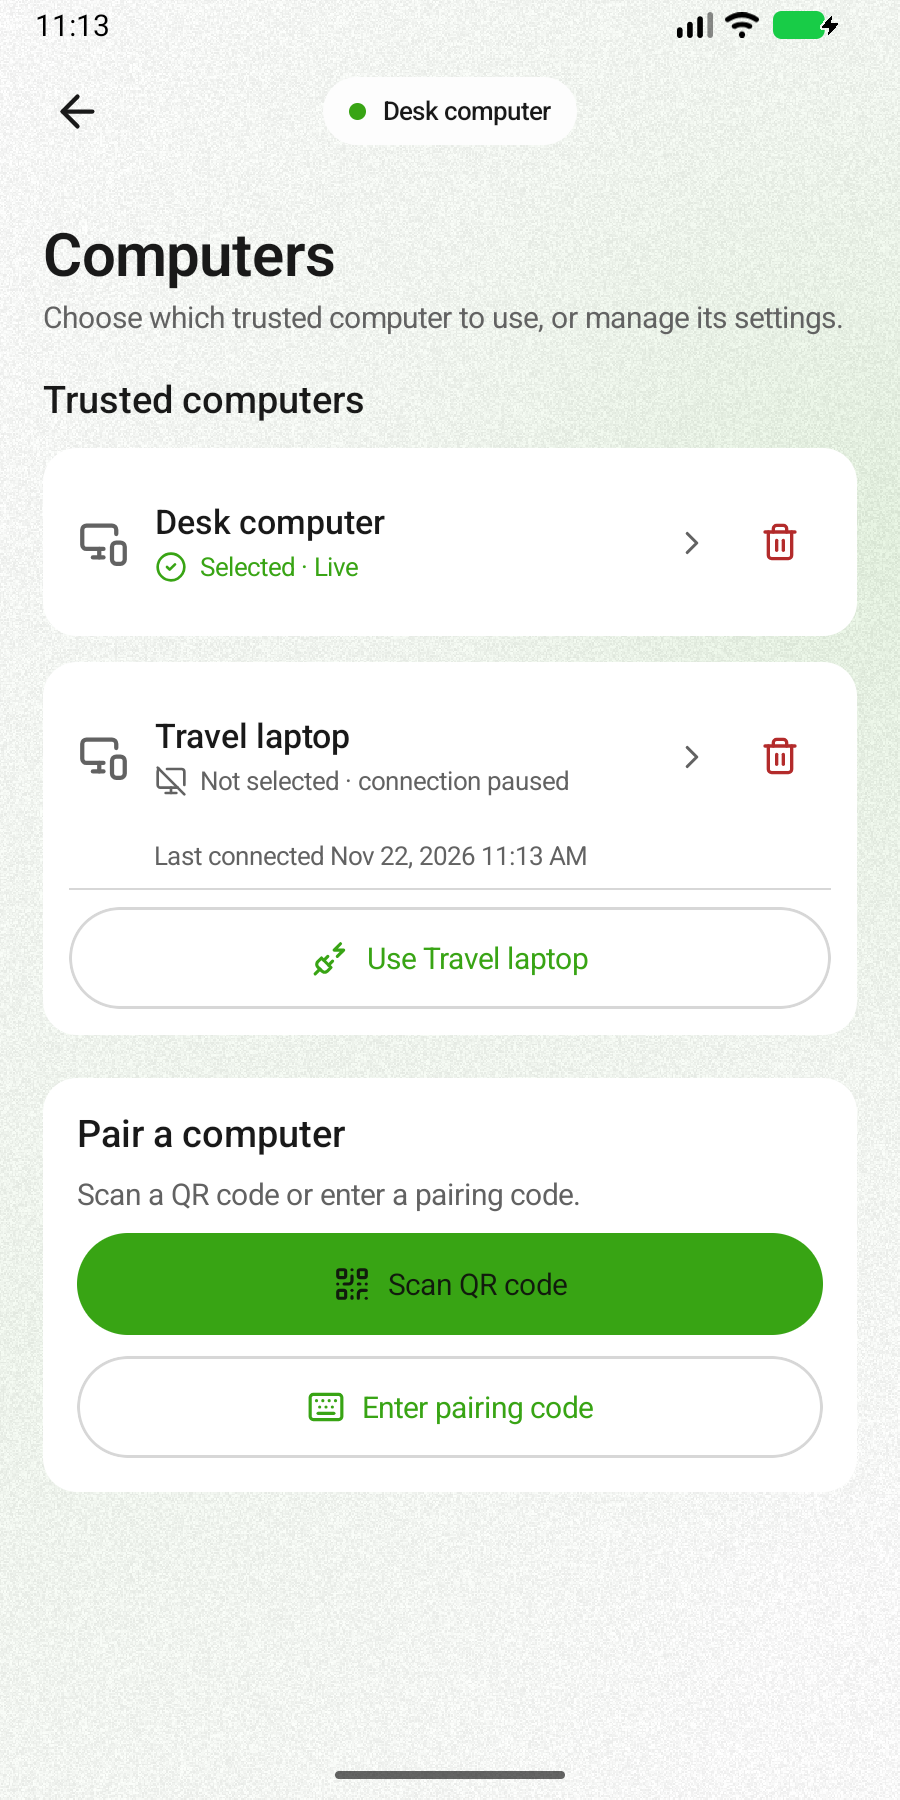 11:13
Desk computer
Computers
Choose which trusted computer to use, or manage its settings.
Trusted computers
Desk computer
Selected · Live
Travel laptop
Not selected · connection paused
Last connected Nov 22, 2026 11:13 AM
Use Travel laptop
Pair a computer
Scan a QR code or enter a pairing code.
Scan QR code
Enter pairing code